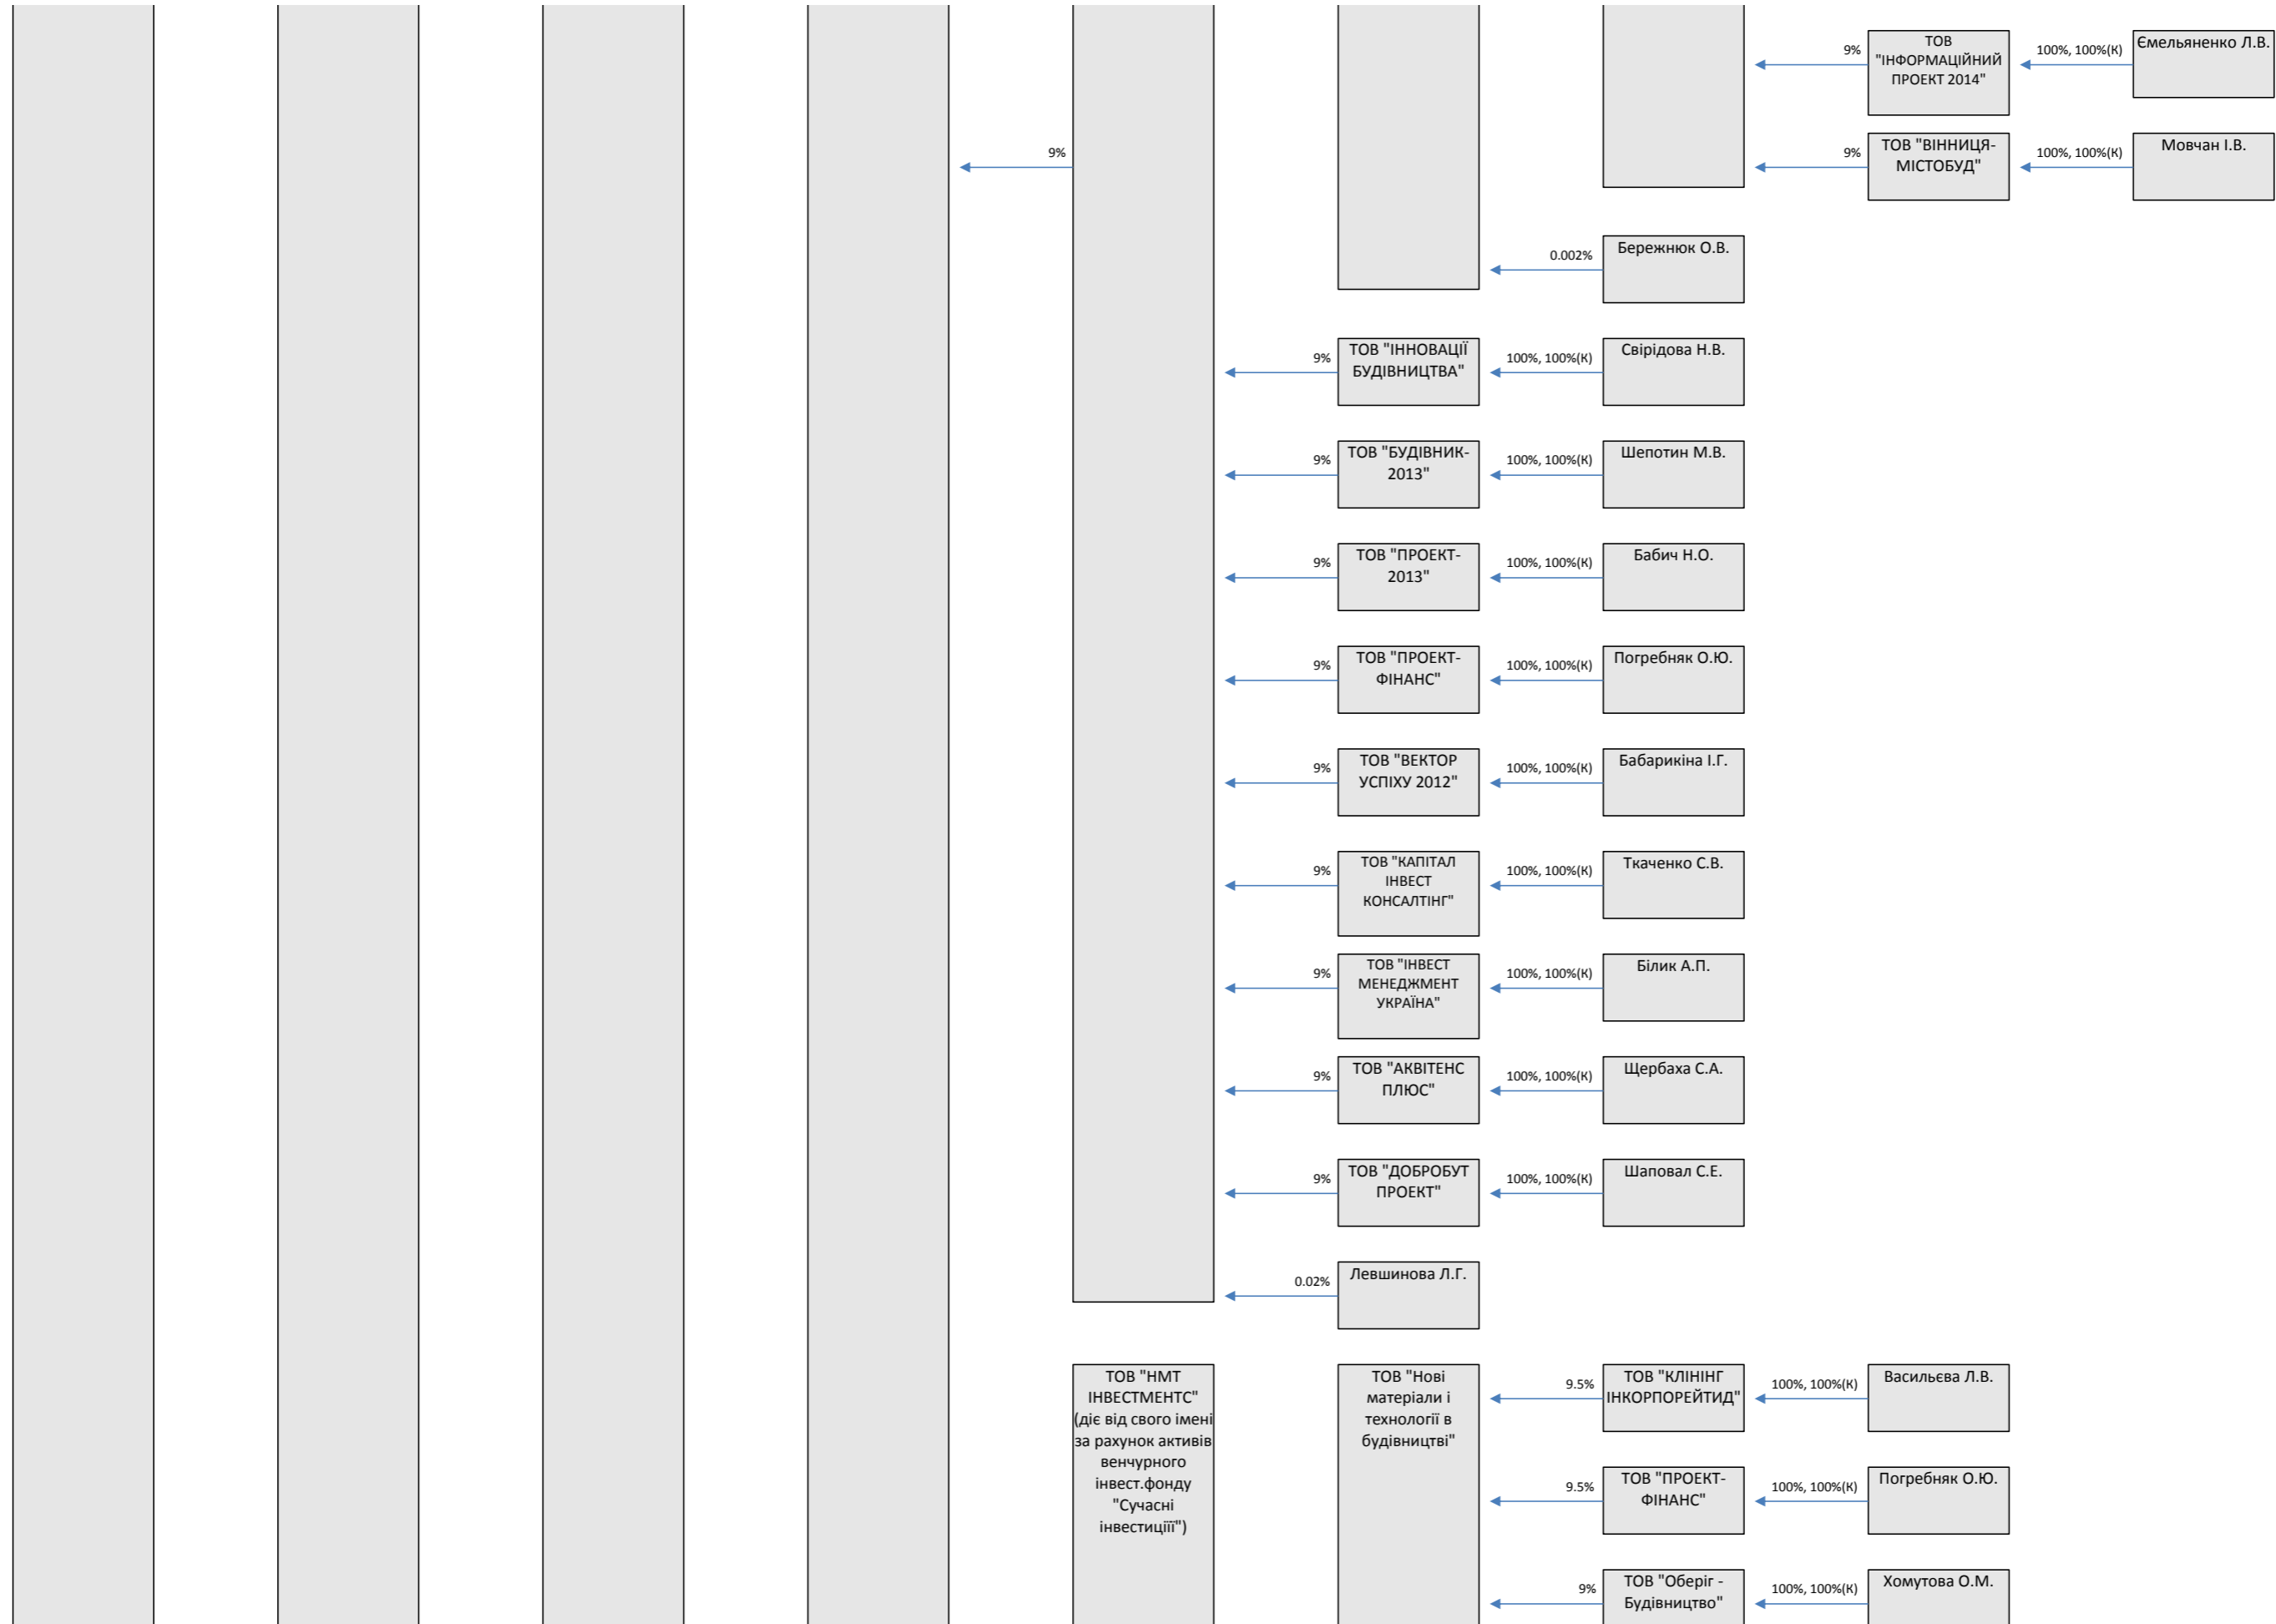 9%
ТОВ
"ІНФОРМАЦІЙНИЙ
ПРОЕКТ 2014"
100%, 100%(К)
Ємельяненко Л.В.
9%
9%
ТОВ "ВІННИЦЯ-
МІСТОБУД"
100%, 100%(К)
Мовчан І.В.
0.002%
Бережнюк О.В.
9%
ТОВ "ІННОВАЦІЇ
БУДІВНИЦТВА"
100%, 100%(К)
Свірідова Н.В.
9%
ТОВ "БУДІВНИК-
2013"
100%, 100%(К)
Шепотин М.В.
9%
ТОВ "ПРОЕКТ-
2013"
100%, 100%(К)
Бабич Н.О.
9%
ТОВ "ПРОЕКТ-
ФІНАНС"
100%, 100%(К)
Погребняк О.Ю.
9%
ТОВ "ВЕКТОР
УСПІХУ 2012"
100%, 100%(К)
Бабарикіна І.Г.
9%
ТОВ "КАПІТАЛ
ІНВЕСТ
КОНСАЛТІНГ"
100%, 100%(К)
Ткаченко С.В.
9%
ТОВ "ІНВЕСТ
МЕНЕДЖМЕНТ
УКРАЇНА"
100%, 100%(К)
Білик А.П.
9%
ТОВ "АКВІТЕНС
ПЛЮС"
100%, 100%(К)
Щербаха С.А.
9%
ТОВ "ДОБРОБУТ
ПРОЕКТ"
100%, 100%(К)
Шаповал С.Е.
0.02%
Левшинова Л.Г.
ТОВ "НМТ
ІНВЕСТМЕНТС"
(діє від свого імені
за рахунок активів
венчурного
інвест.фонду
"Сучасні
інвестиціїі")
ТОВ "Нові
матеріали і
технології в
будівництві"
9.5%
ТОВ "КЛІНІНГ
ІНКОРПОРЕЙТИД"
100%, 100%(К)
Васильєва Л.В.
9.5%
ТОВ "ПРОЕКТ-
ФІНАНС"
100%, 100%(К)
Погребняк О.Ю.
9%
ТОВ "Оберіг -
Будівництво"
100%, 100%(К)
Хомутова О.М.